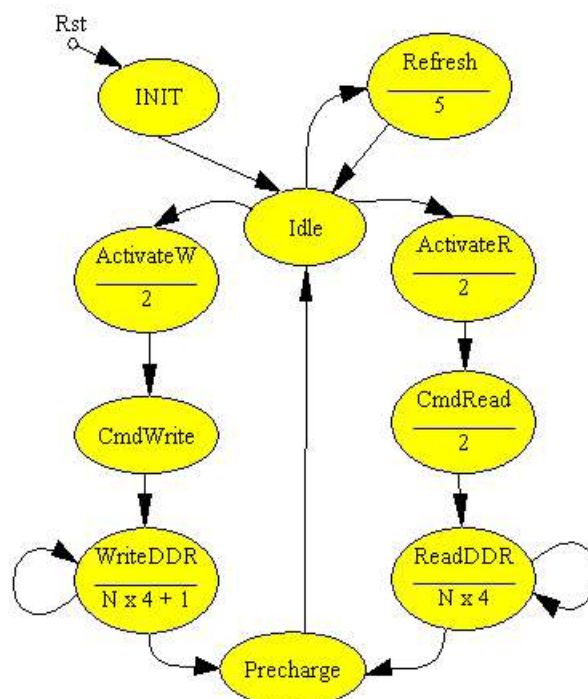 Rst
INIT
Refresh
5
Idle
ActivateW
2
ActivateR
2
CmdWrite
CmdRead
2
WriteDDR
N x 4 + 1
ReadDDR
N x 4
Precharge